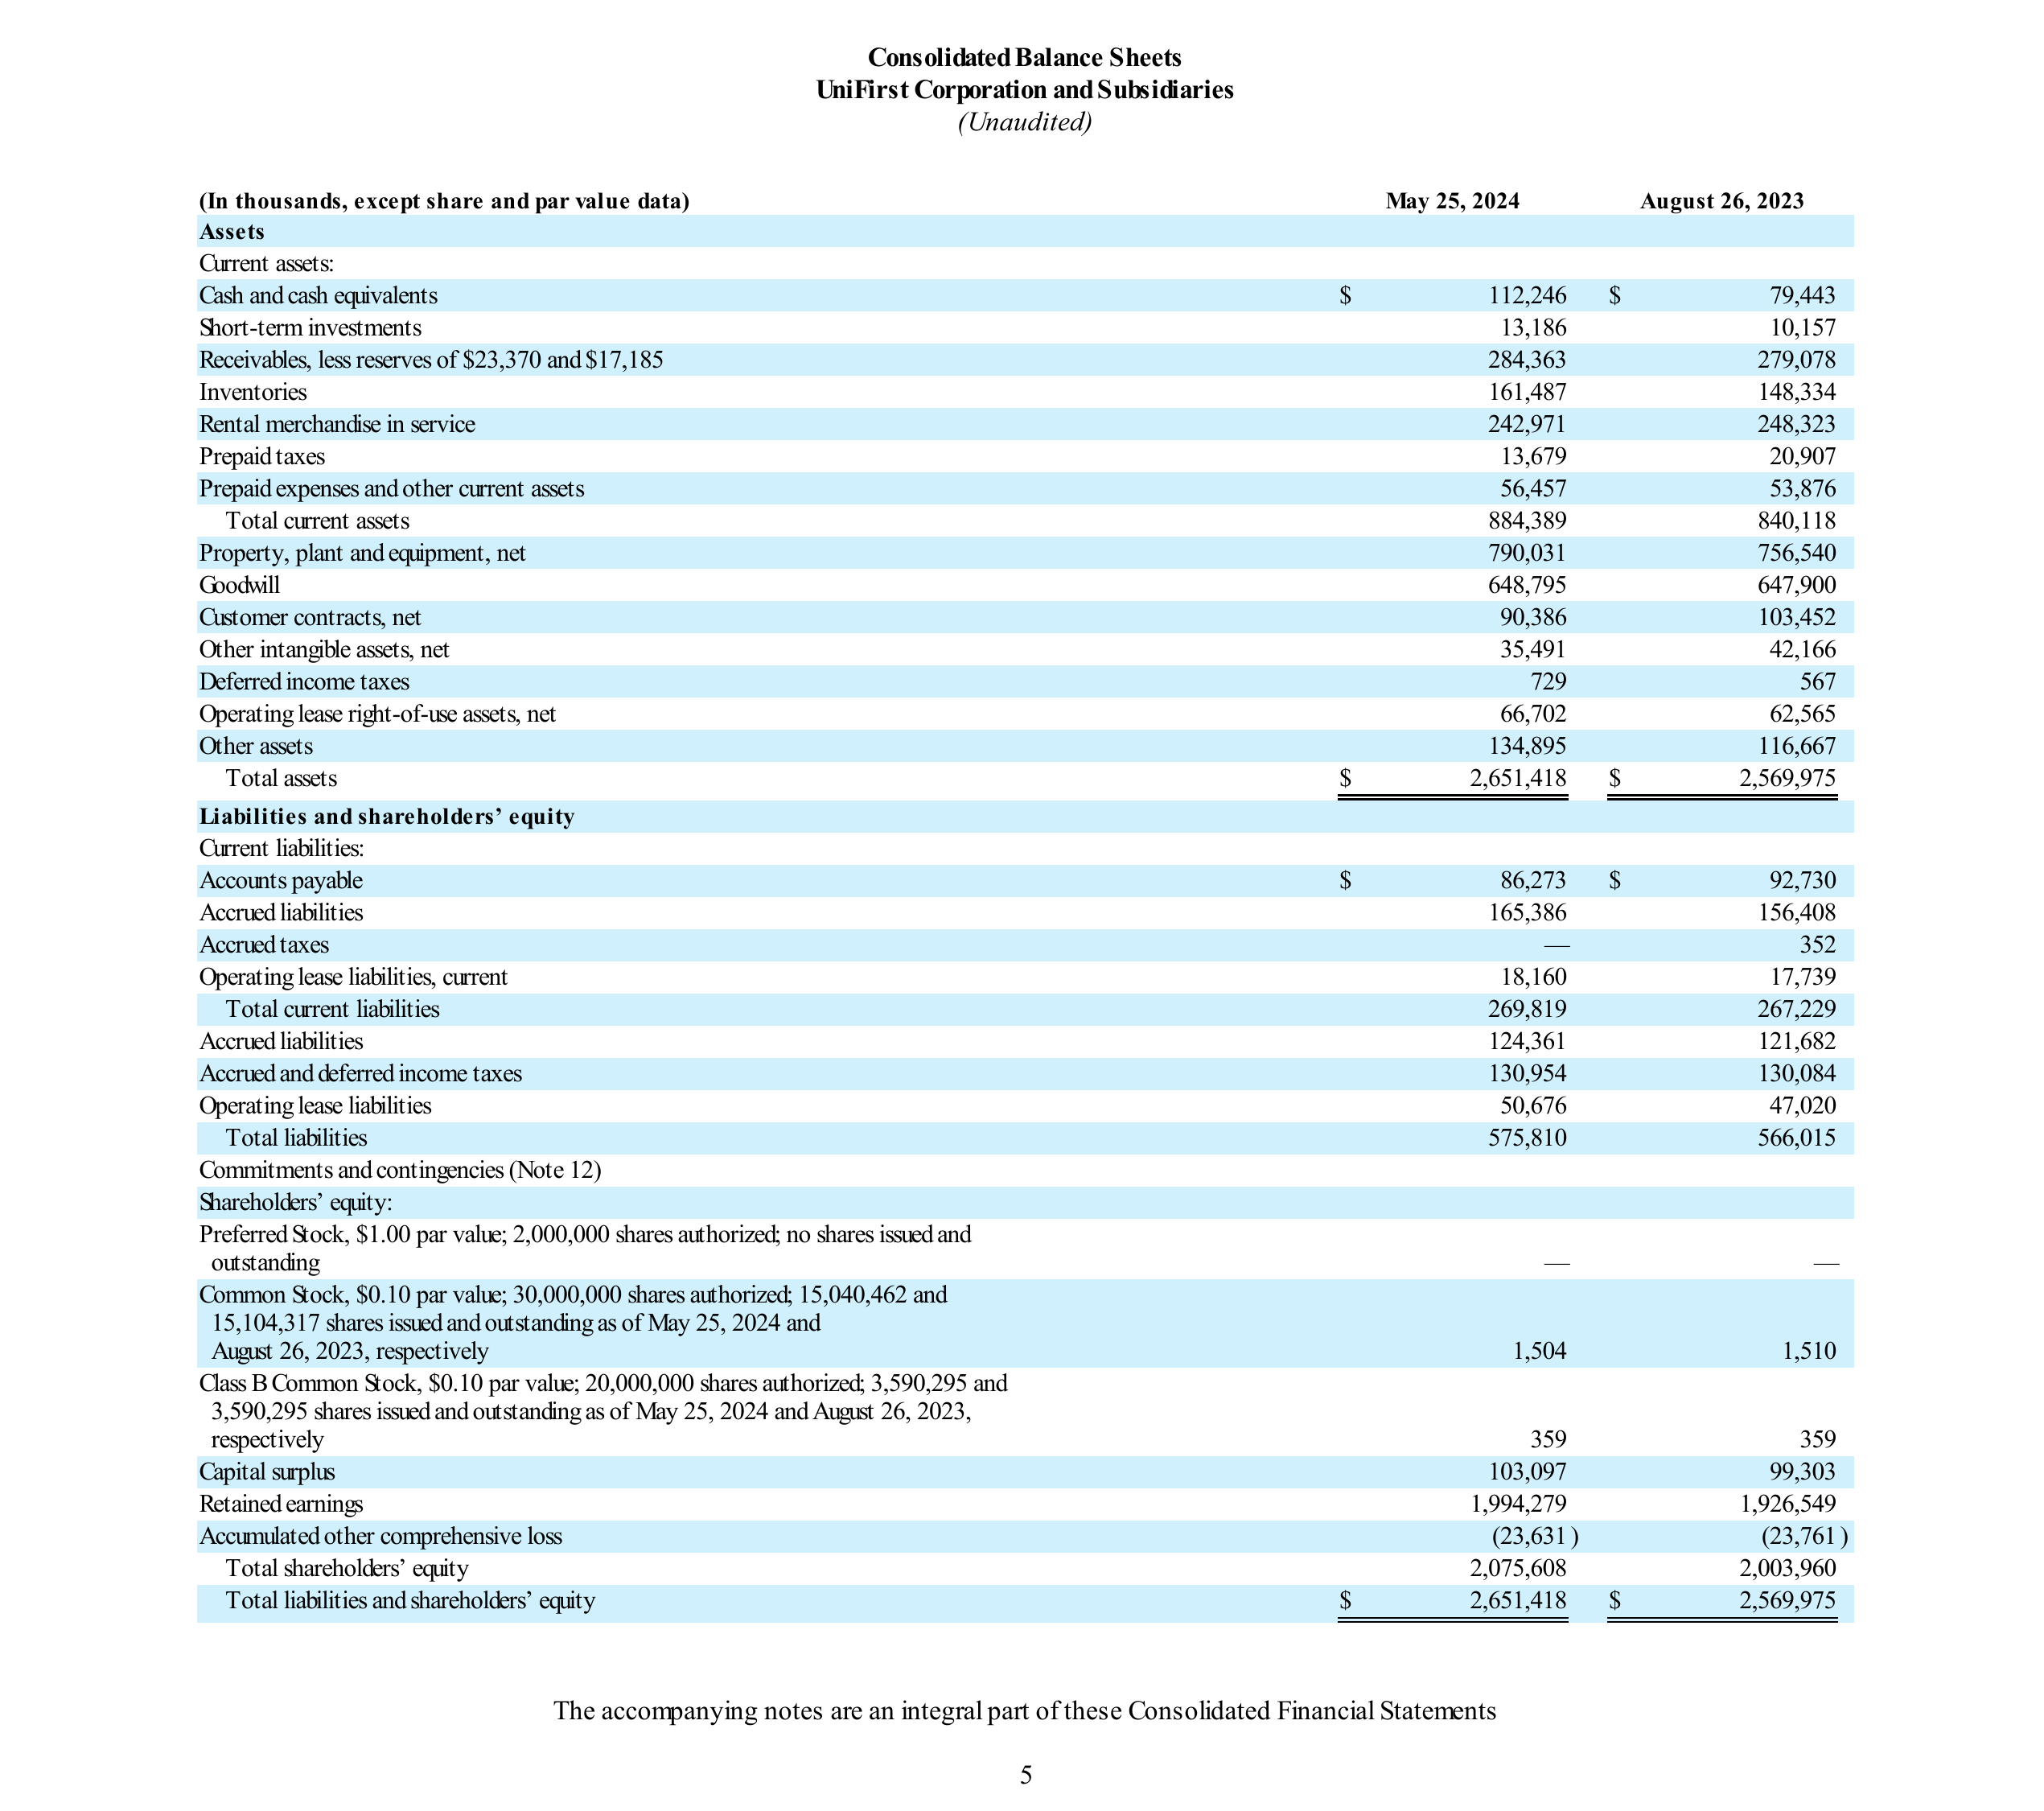 Consolidated Balance Sheets
UniFirst Corporation and Subsidiaries
(Unaudited)
(In thousands, except share and par value data) May 25, 2024 August 26, 2023
Assets
Current assets:
Cash and cash equivalents $ 112,246 $ 79,443
Short-term investments 13,186 10,157
Receivables, less reserves of $23,370 and $17,185 284,363 279,078
Inventories 161,487 148,334
Rental merchandise in service 242,971 248,323
Prepaid taxes 13,679 20,907
Prepaid expenses and other current assets 56,457 53,876
Total current assets 884,389 840,118
Property, plant and equipment, net 790,031 756,540
Goodwill 648,795 647,900
Customer contracts, net 90,386 103,452
Other intangible assets, net 35,491 42,166
Deferred income taxes 729 567
Operating lease right-of-use assets, net 66,702 62,565
Other assets 134,895 116,667
Total assets $ 2,651,418 $ 2,569,975
Liabilities and shareholders’ equity
Current liabilities:
Accounts payable $ 86,273 $ 92,730
Accrued liabilities 165,386 156,408
Accrued taxes — 352
Operating lease liabilities, current 18,160 17,739
Total current liabilities 269,819 267,229
Accrued liabilities 124,361 121,682
Accrued and deferred income taxes 130,954 130,084
Operating lease liabilities 50,676 47,020
Total liabilities 575,810 566,015
Commitments and contingencies (Note 12)
Shareholders’ equity:
Preferred Stock, $1.00 par value; 2,000,000 shares authorized; no shares issued and
outstanding — —
Common Stock, $0.10 par value; 30,000,000 shares authorized; 15,040,462 and
15,104,317 shares issued and outstanding as of May 25, 2024 and
August 26, 2023, respectively 1,504 1,510
Class B Common Stock, $0.10 par value; 20,000,000 shares authorized; 3,590,295 and
3,590,295 shares issued and outstanding as of May 25, 2024 and August 26, 2023,
respectively 359 359
Capital surplus 103,097 99,303
Retained earnings 1,994,279 1,926,549
Accumulated other comprehensive loss (23,631 ) (23,761 )
Total shareholders’ equity 2,075,608 2,003,960
Total liabilities and shareholders’ equity $ 2,651,418 $ 2,569,975
The accompanying notes are an integral part of these Consolidated Financial Statements
5